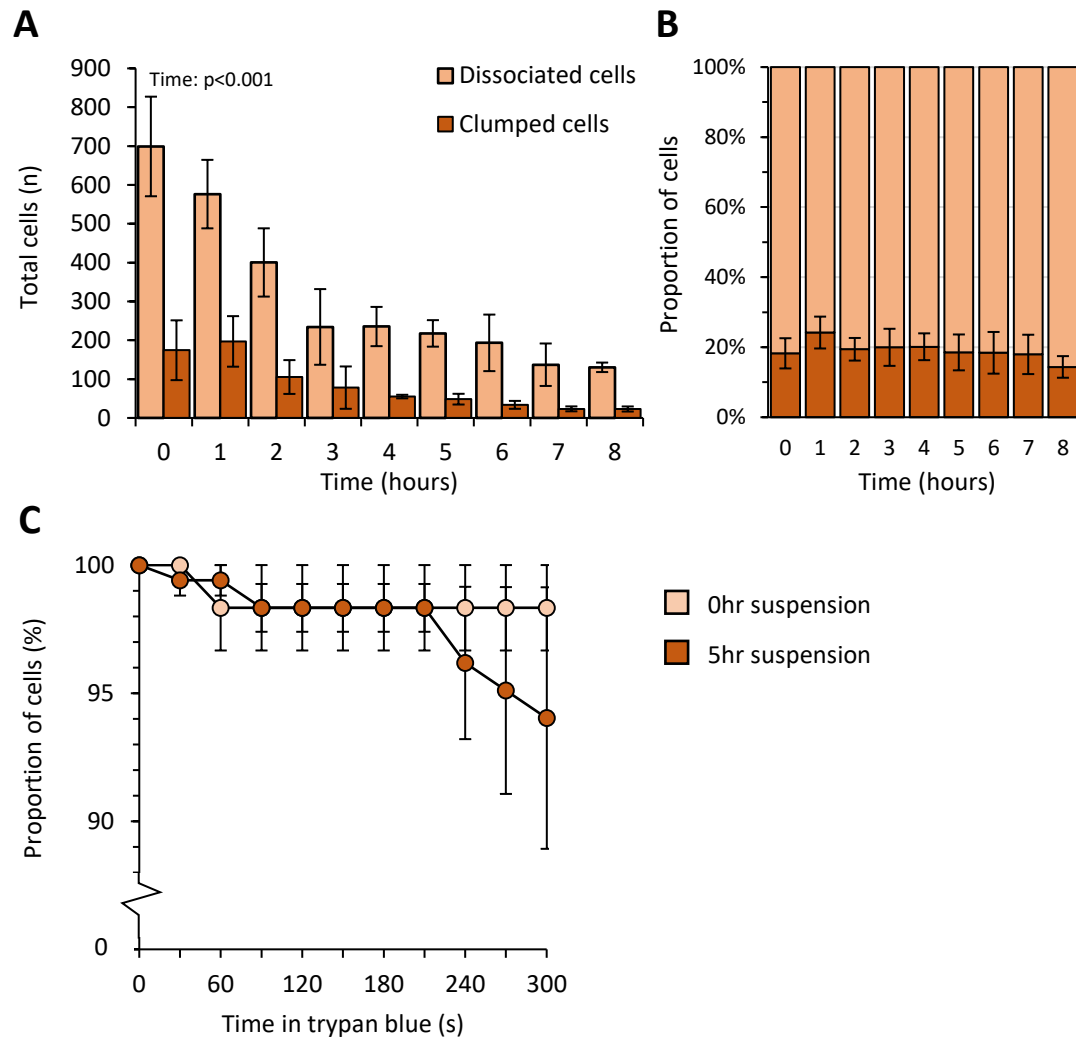 A
Time: p<0.001
Dissociated cells
Clumped cells
Total cells (n)
900
800
700
600
500
400
300
200
100
0
0 1 2 3 4 5 6 7 8
Time (hours)
B
Proportion of cells
100%
80%
60%
40%
20%
0%
0 1 2 3 4 5 6 7 8
Time (hours)
C
Proportion of cells (%)
100
95
90
0
0 60 120 180 240 300
Time in trypan blue (s)
0hr suspension
5hr suspension